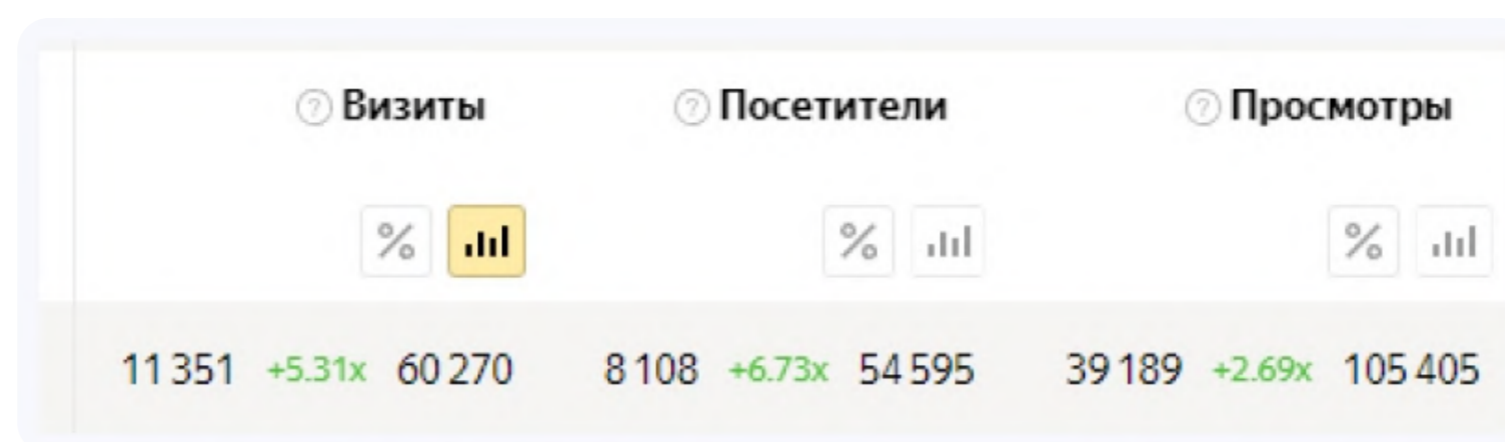 Визиты Посетители Просмотры
11 351 +5.31x 60 270 8 108 +6.73x 54 595 39 189 +2.69x 105 405